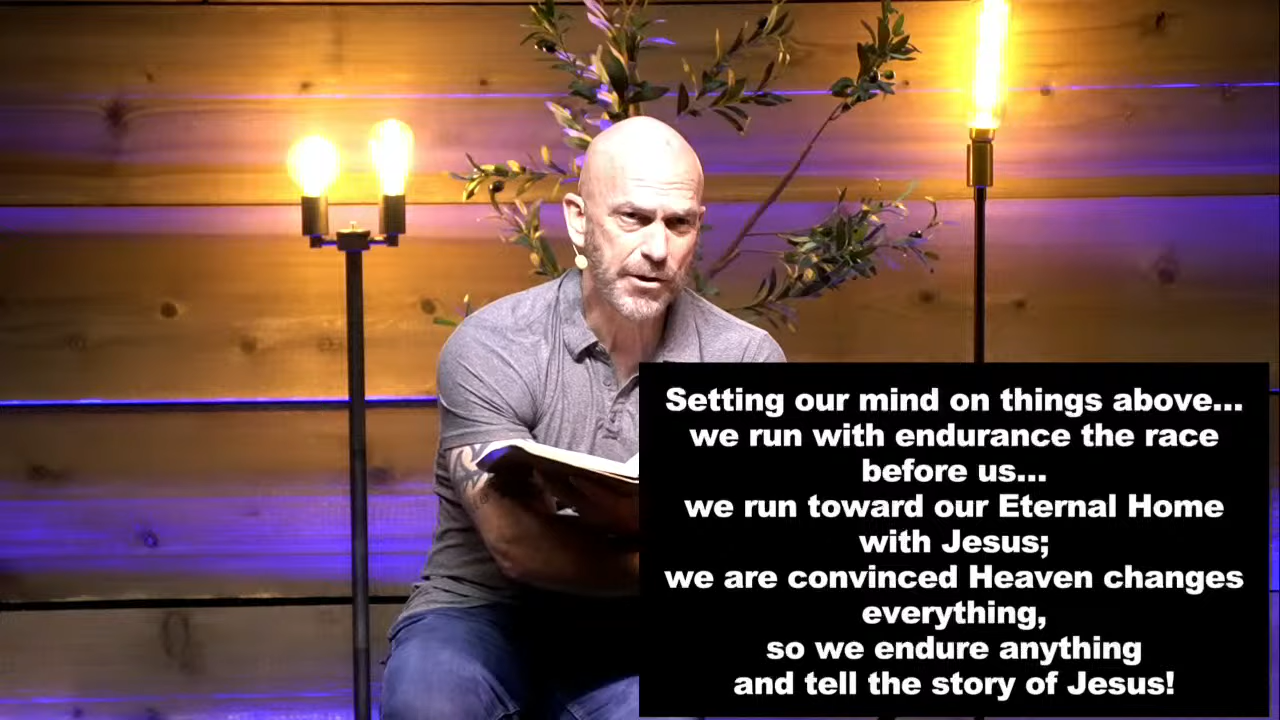 Setting our mind on things above...
we run with endurance the race
before us...
we run toward our Eternal Home
with Jesus;
we are convinced Heaven changes
everything,
so we endure anything
and tell the story of Jesus!